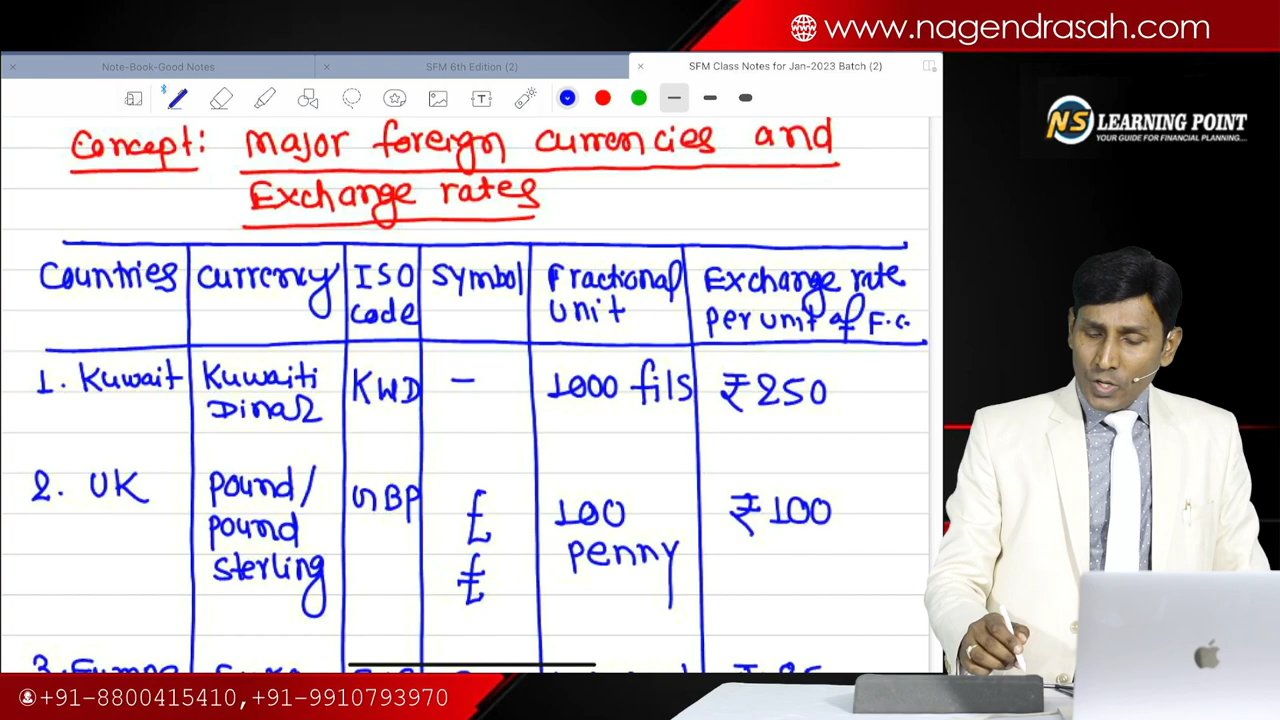 www.nagendrasah.com
Note-Book-Good Notes
SFM 6th Edition (2)
SFM Class Notes for Jan-2023 Batch (2)
NS LEARNING POINT
YOUR GUIDE FOR FINANCIAL PLANNING...
Concept: Major foreign currencies and
Exchange rates
Countries Currency ISO code Symbol Fractional unit Exchange rate per unit of F.C.
1. Kuwait Kuwaiti Dinar KWD – 1000 fils ₹250
2. UK pound/ pound sterling GBP £ £ 100 penny ₹100
+91-8800415410,+91-9910793970